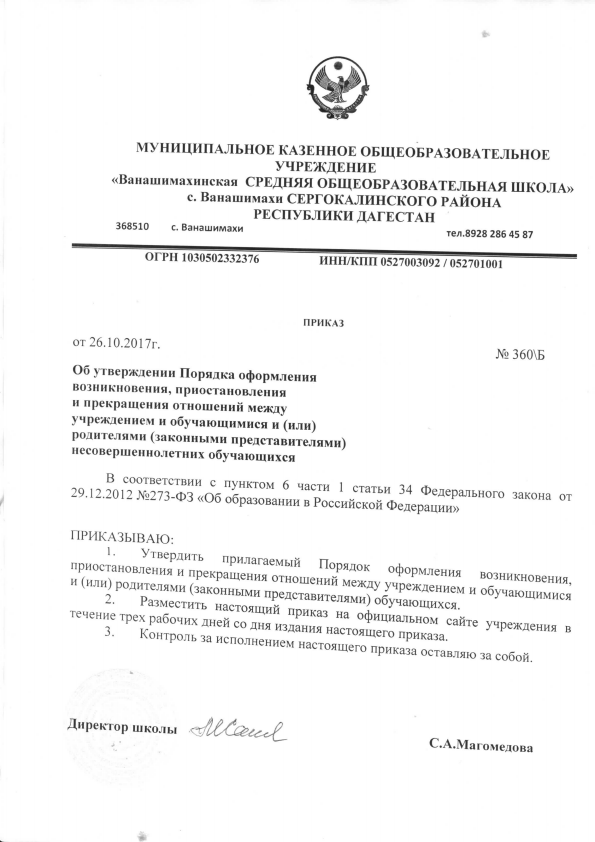 МУНИЦИПАЛЬНОЕ КАЗЕННОЕ ОБЩЕОБРАЗОВАТЕЛЬНОЕ
УЧРЕЖДЕНИЕ
«Ванашимахинская СРЕДНЯЯ ОБЩЕОБРАЗОВАТЕЛЬНАЯ ШКОЛА»
с. Ванашимахи СЕРГОКАЛИНСКОГО РАЙОНА
РЕСПУБЛИКИ ДАГЕСТАН
368510 с. Ванашимахи тел.8928 286 45 87
ОГРН 1030502332376 ИНН/КПП 0527003092 / 052701001
ПРИКАЗ
от 26.10.2017г.
№ 360\Б
Об утверждении Порядка оформления
возникновения, приостановления
и прекращения отношений между
учреждением и обучающимися и (или)
родителями (законными представителями)
несовершеннолетних обучающихся
В соответствии с пунктом 6 части 1 статьи 34 Федерального закона от
29.12.2012 №273-ФЗ «Об образовании в Российской Федерации»
ПРИКАЗЫВАЮ:
1. Утвердить прилагаемый Порядок оформления возникновения,
приостановления и прекращения отношений между учреждением и обучающимися
и (или) родителями (законными представителями) обучающихся.
2. Разместить настоящий приказ на официальном сайте учреждения в
течение трех рабочих дней со дня издания настоящего приказа.
3. Контроль за исполнением настоящего приказа оставляю за собой.
Директор школы
С.А.Магомедова